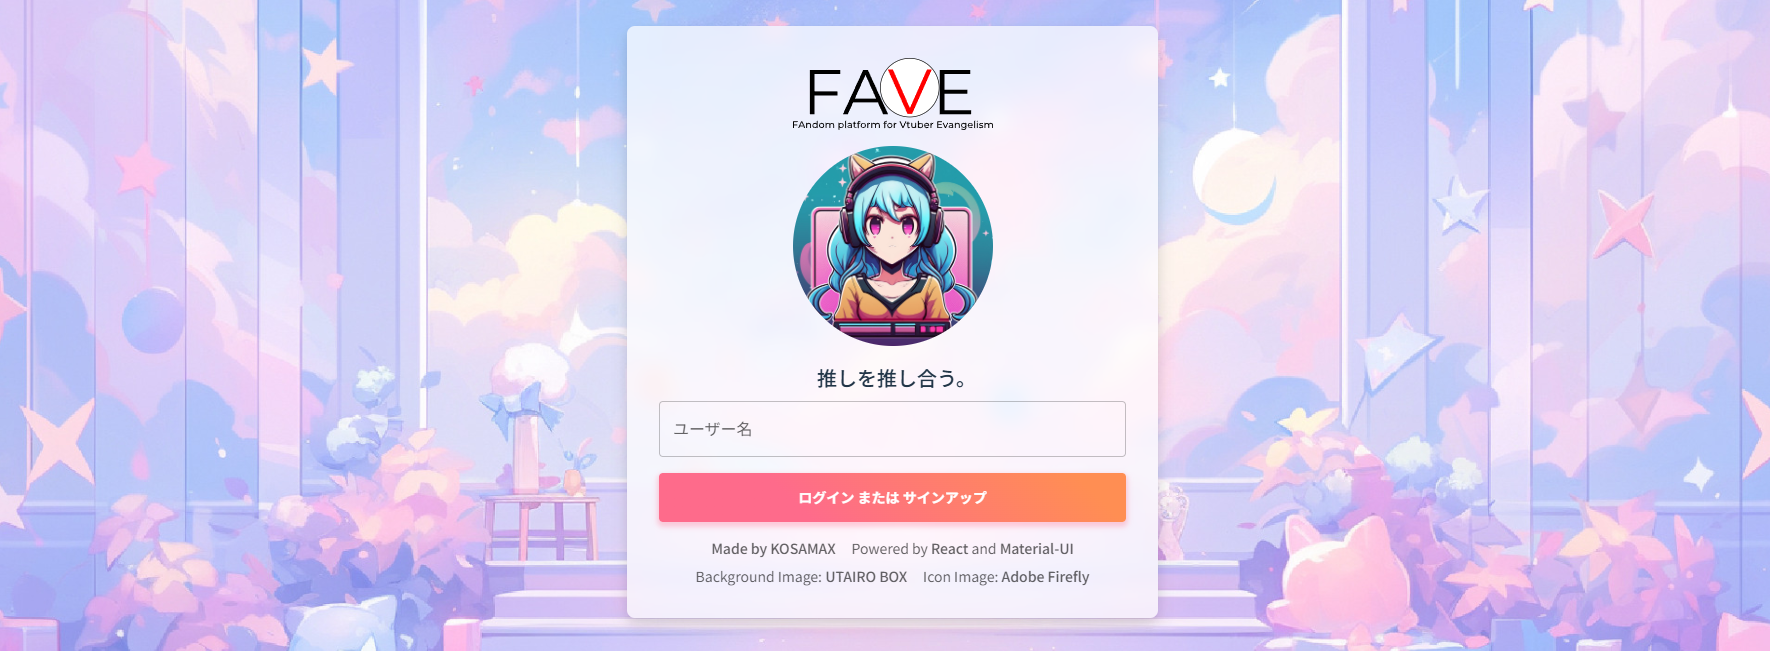 FAVE
FAndom platform for Vtuber Evangelism
推しを推し合う。
ユーザー名
ログイン または サインアップ
Made by KOSAMAX Powered by React and Material-UI
Background Image: UTAIRO BOX Icon Image: Adobe Firefly